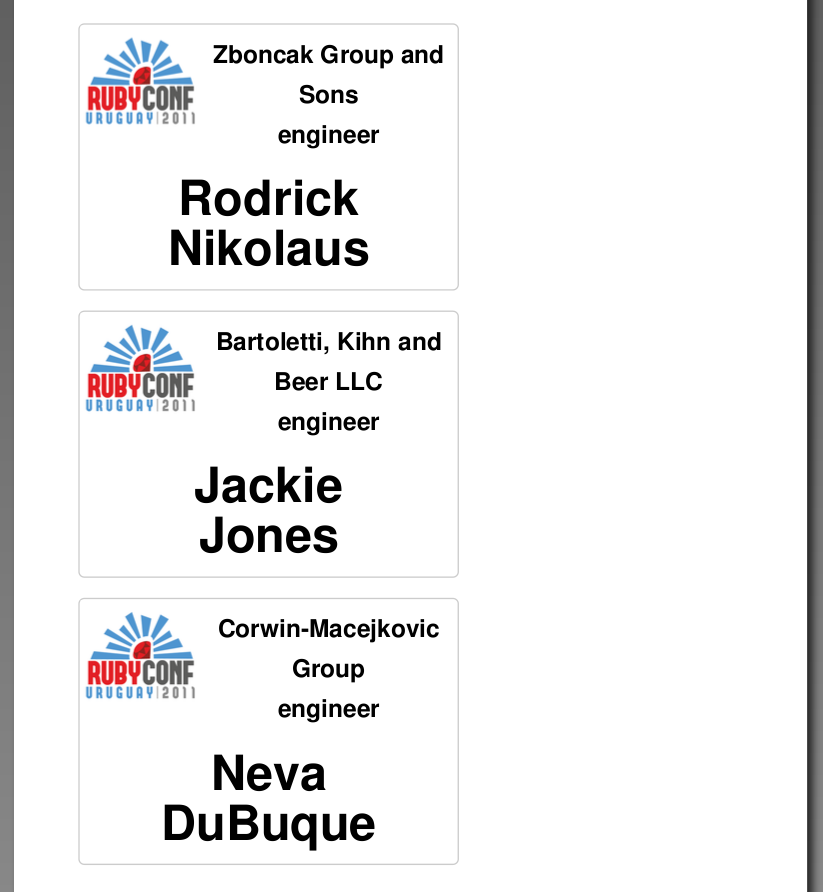 RUBYCONF
URUGUAY|2011
Zboncak Group and
Sons
engineer
Rodrick
Nikolaus
RUBYCONF
URUGUAY|2011
Bartoletti, Kihn and
Beer LLC
engineer
Jackie
Jones
RUBYCONF
URUGUAY|2011
Corwin-Macejkovic
Group
engineer
Neva
DuBuque